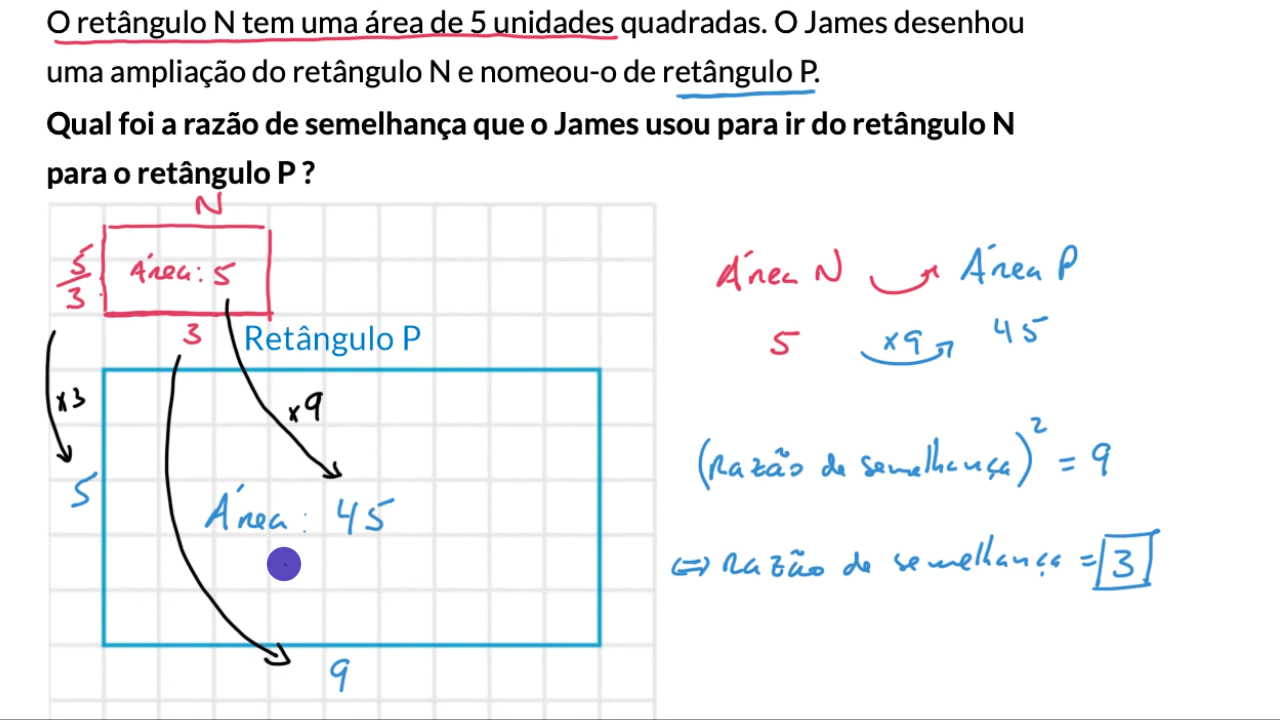 O retângulo N tem uma área de 5 unidades quadradas. O James desenhou
uma ampliação do retângulo N e nomeou-o de retângulo P.
Qual foi a razão de semelhança que o James usou para ir do retângulo N
para o retângulo P ?
N
5/3
Área: 5
3
Retângulo P
x3
x9
5
Área: 45
9
Área N Área P
5 x9 45
(Razão de semelhança)² = 9
⇔ Razão de semelhança = 3